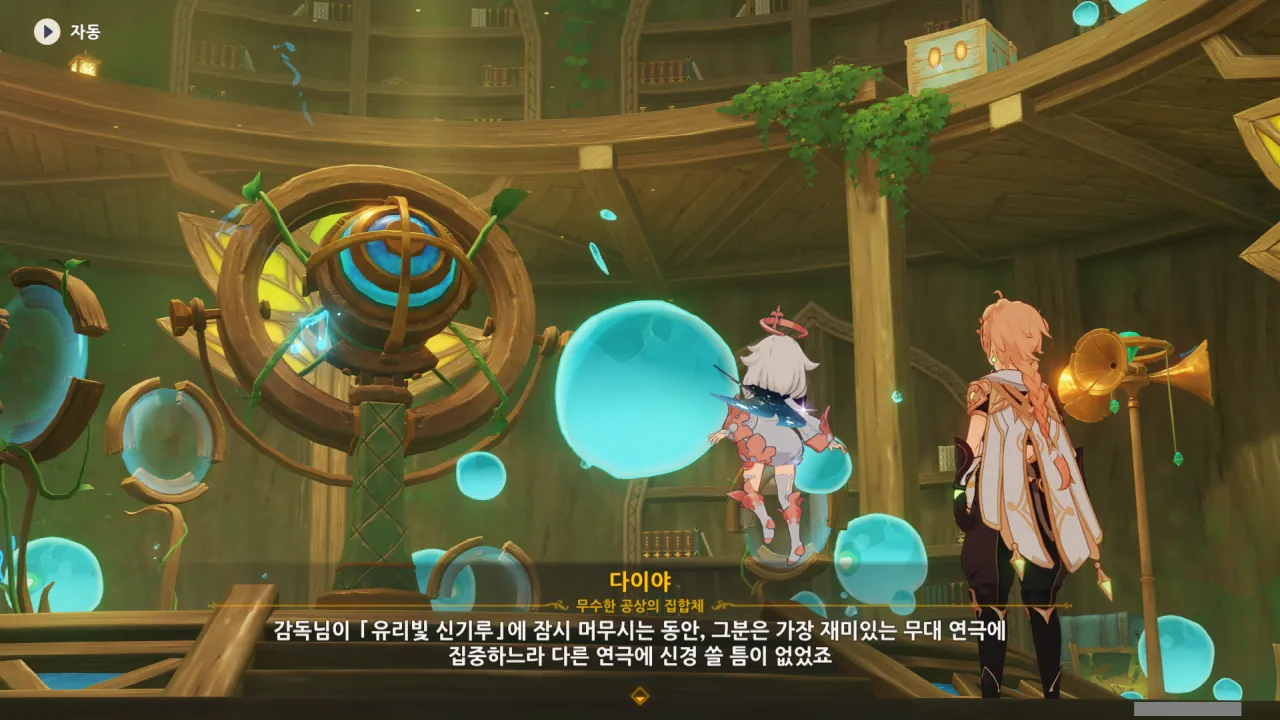 자동
다이야
무수한 공상의 집합체
감독님이 「유리빛 신기루」에 잠시 머무시는 동안, 그분은 가장 재미있는 무대 연극에
집중하느라 다른 연극에 신경 쓸 틈이 없었죠